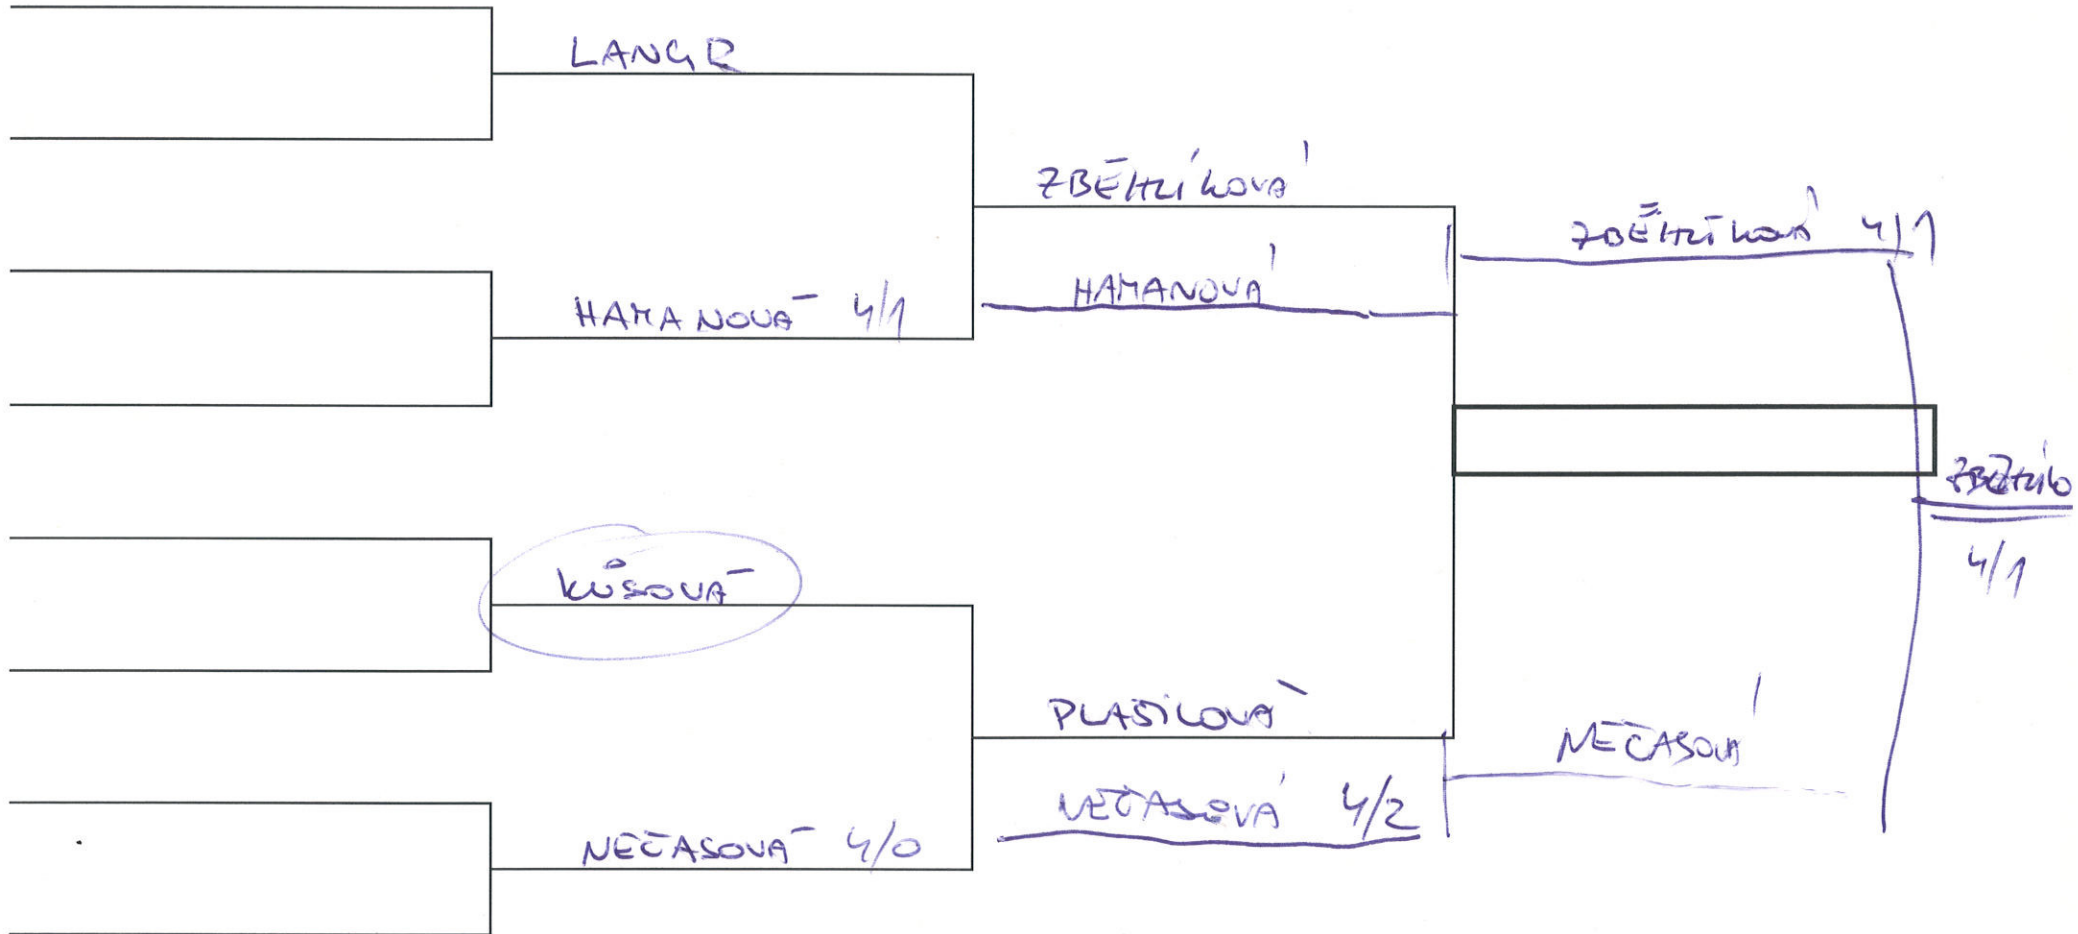 LANGR
ZBĚHLÍKOVÁ
ZBĚHLÍKOVÁ 4/1
HAMANOVÁ
HAMANOVÁ 4/1
4/1
KŮSOVÁ
PLAŠILOVÁ
NEČASOVÁ
NEČASOVÁ 4/2
NEČASOVÁ 4/0